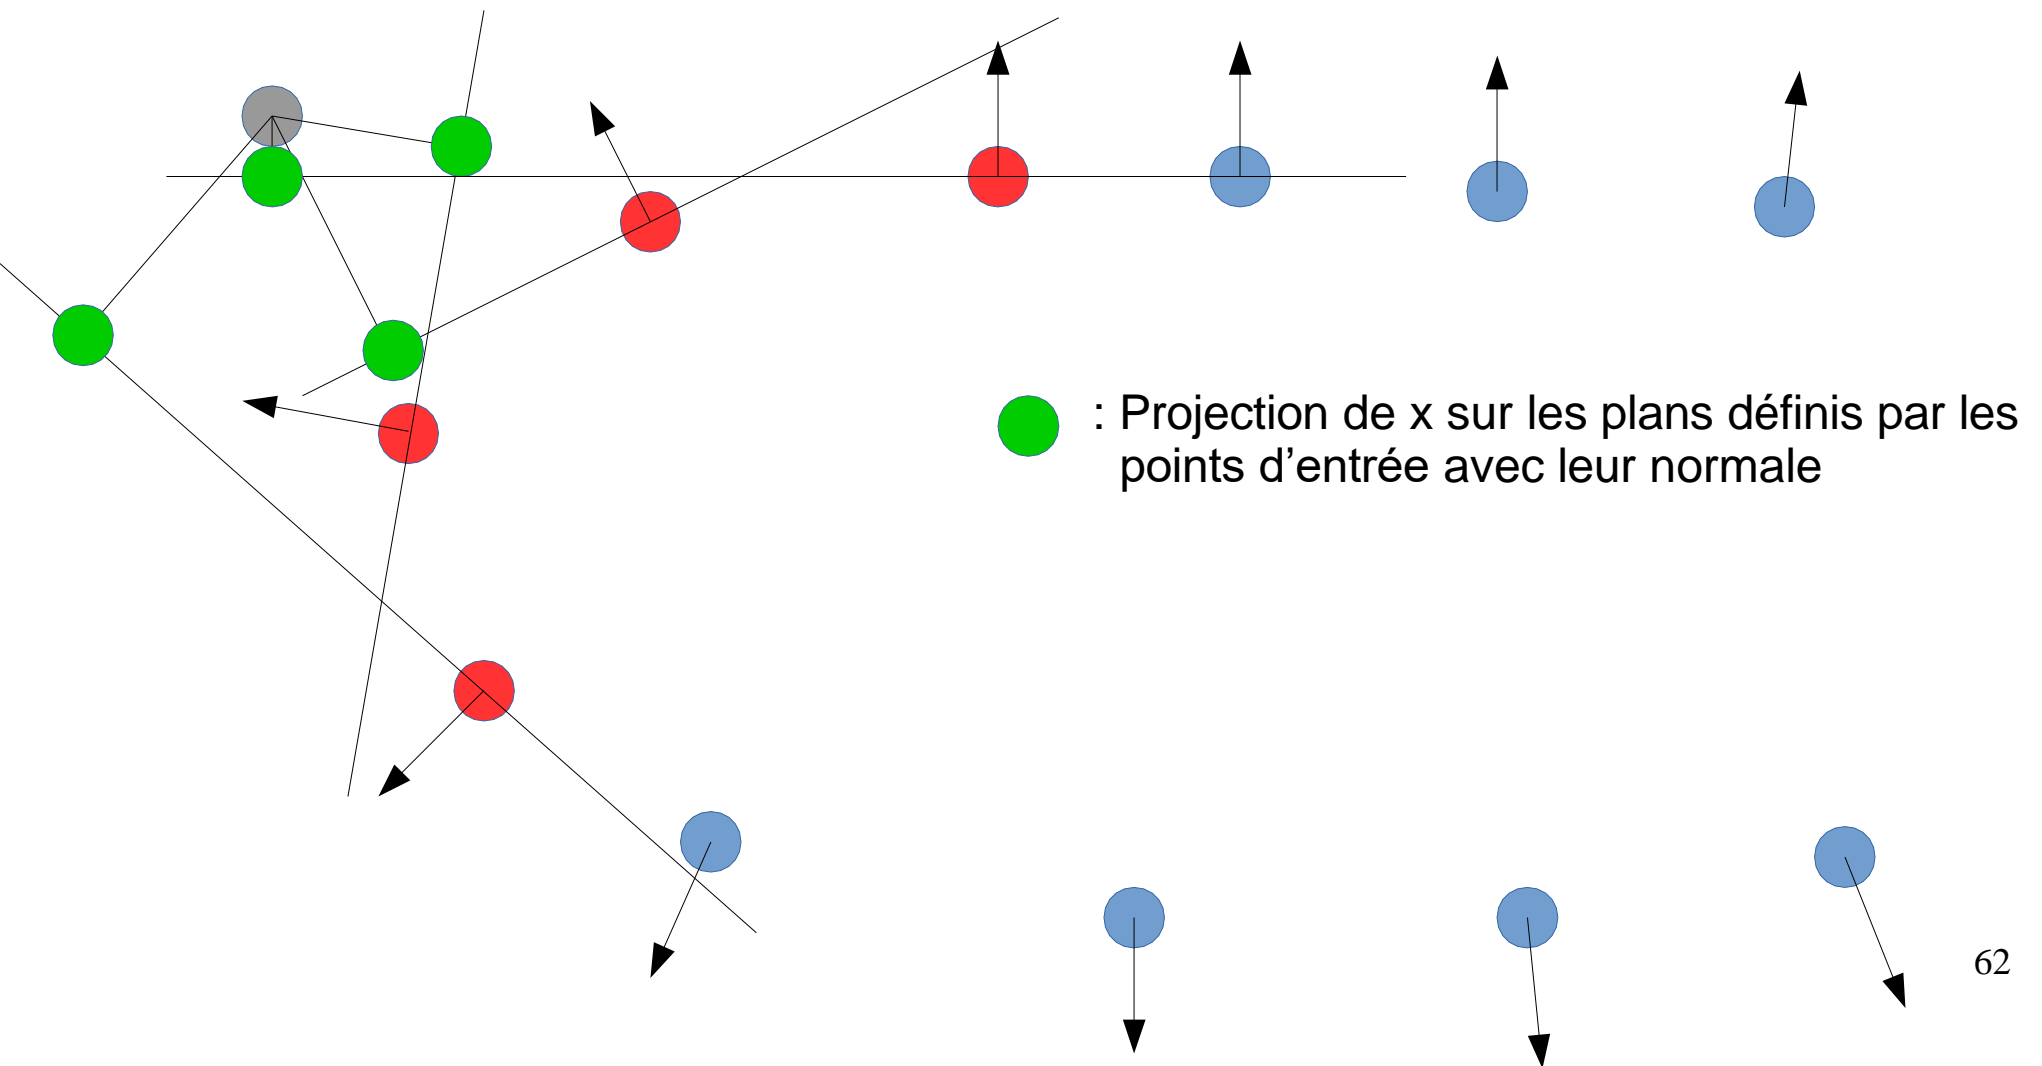 : Projection de x sur les plans définis par les
points d’entrée avec leur normale
62